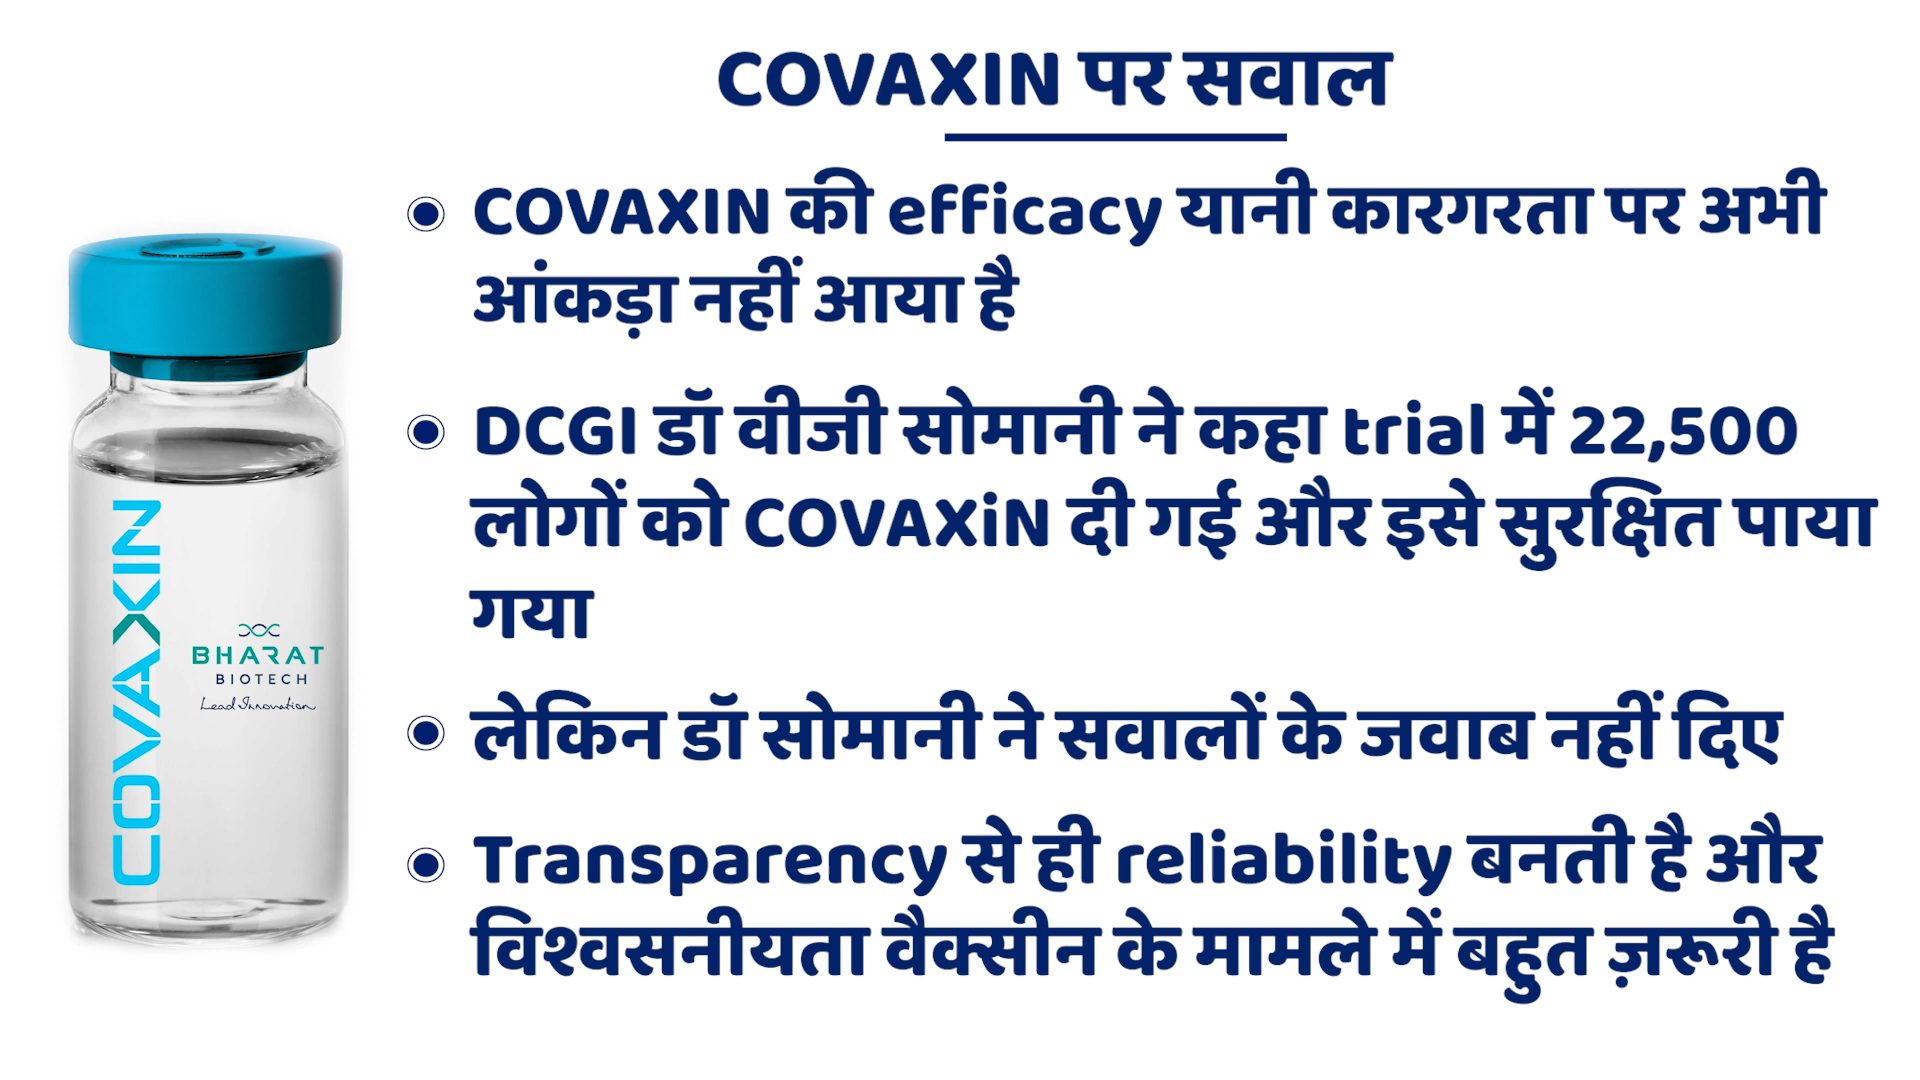 COVAXIN पर सवाल
COVAXIN की efficacy यानी कारगरता पर अभी
आंकड़ा नहीं आया है
DCGI डॉ वीजी सोमानी ने कहा trial में 22,500
लोगों को COVAXiN दी गई और इसे सुरक्षित पाया
गया
लेकिन डॉ सोमानी ने सवालों के जवाब नहीं दिए
Transparency से ही reliability बनती है और
विश्वसनीयता वैक्सीन के मामले में बहुत ज़रूरी है
COVAXIN
BHARAT
BIOTECH
Lead Innovation